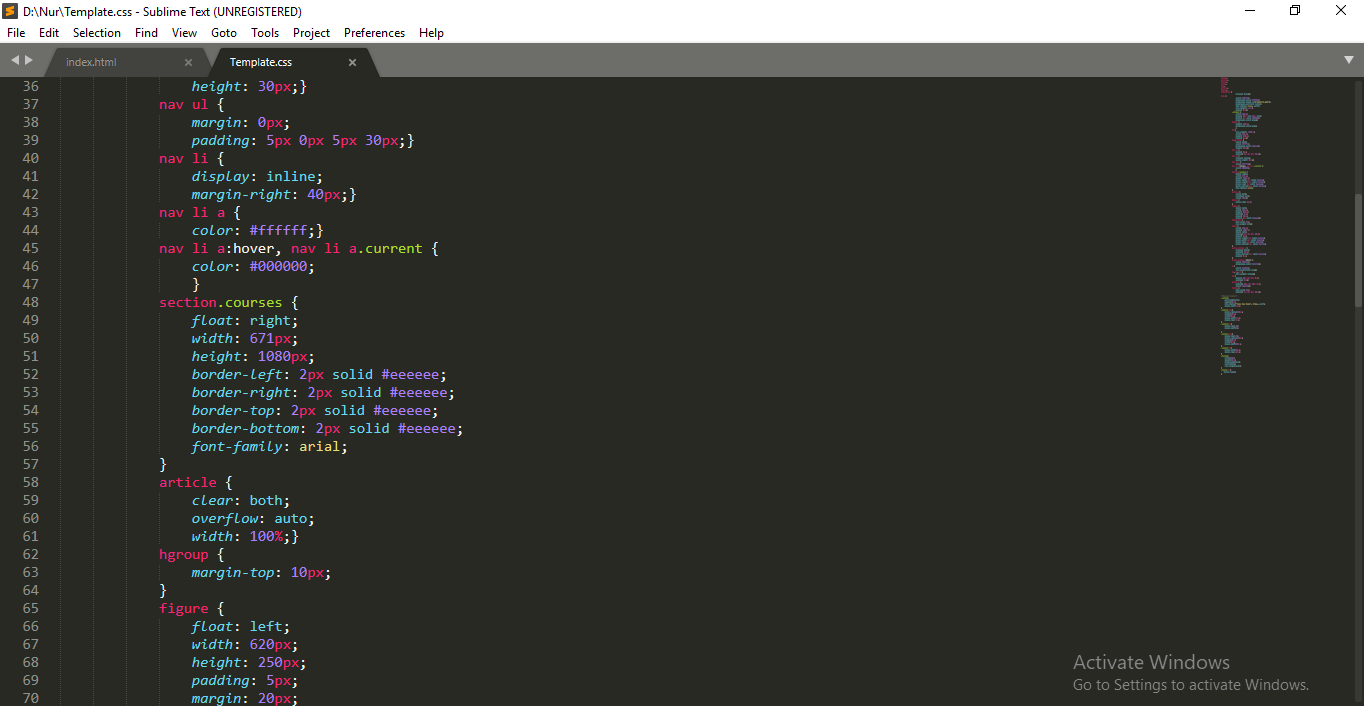 D:\Nur\Template.css - Sublime Text (UNREGISTERED)
File Edit Selection Find View Goto Tools Project Preferences Help
index.html Template.css
36 height: 30px;}
37 nav ul {
38 margin: 0px;
39 padding: 5px 0px 5px 30px;}
40 nav li {
41 display: inline;
42 margin-right: 40px;}
43 nav li a {
44 color: #ffffff;}
45 nav li a:hover, nav li a.current {
46 color: #000000;
47 }
48 section.courses {
49 float: right;
50 width: 671px;
51 height: 1080px;
52 border-left: 2px solid #eeeeee;
53 border-right: 2px solid #eeeeee;
54 border-top: 2px solid #eeeeee;
55 border-bottom: 2px solid #eeeeee;
56 font-family: arial;
57 }
58 article {
59 clear: both;
60 overflow: auto;
61 width: 100%;}
62 hgroup {
63 margin-top: 10px;
64 }
65 figure {
66 float: left;
67 width: 620px;
68 height: 250px;
69 padding: 5px;
70 margin: 20px;
Activate Windows
Go to Settings to activate Windows.